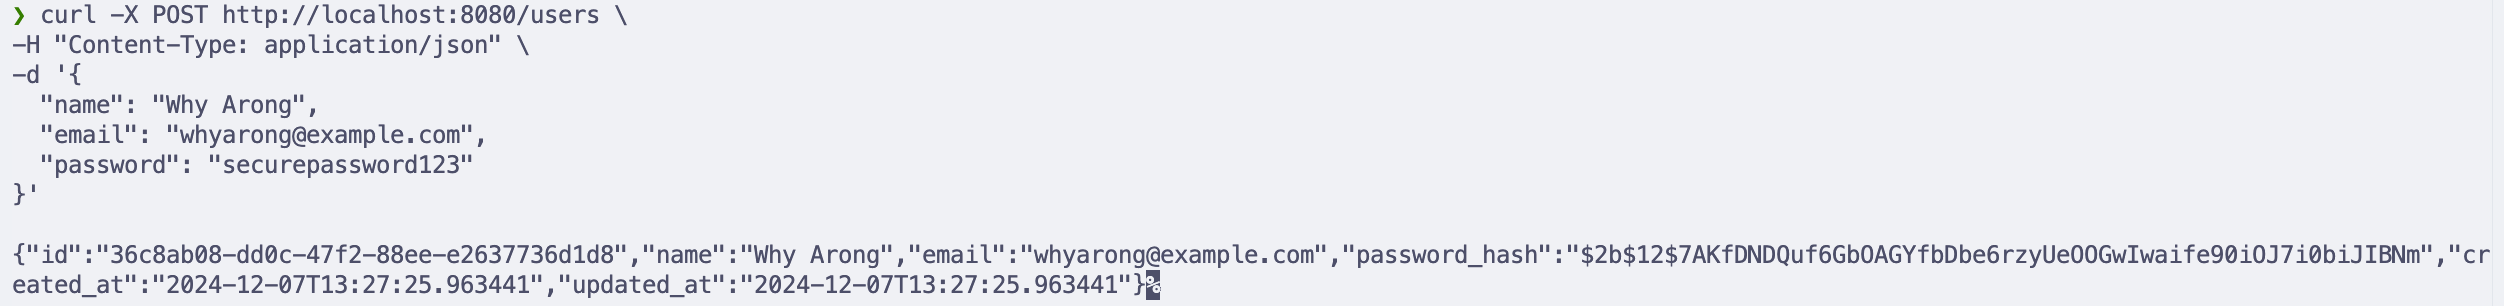 ❯ curl -X POST http://localhost:8080/users \
-H "Content-Type: application/json" \
-d '{
  "name": "Why Arong",
  "email": "whyarong@example.com",
  "password": "securepassword123"
}'
{"id":"36c8ab08-dd0c-47f2-88ee-e2637736d1d8","name":"Why Arong","email":"whyarong@example.com","password_hash":"$2b$12$7AKfDNDQuf6GbOAGYfbDbe6rzyUeOOGwIwaife90iOJ7i0biJIBNm","cr
eated_at":"2024-12-07T13:27:25.963441","updated_at":"2024-12-07T13:27:25.963441"}%